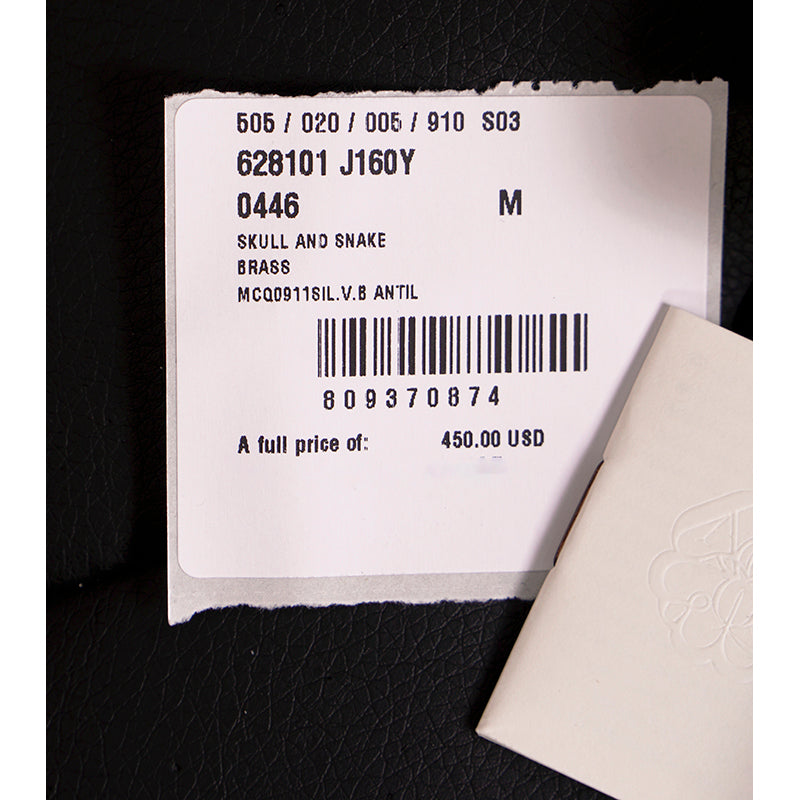 505 / 020 / 005 / 910 S03
628101 J160Y
0446 M
SKULL AND SNAKE
BRASS
MCQ0911SIL.V.B ANTIL
809370874
A full price of: 450.00 USD